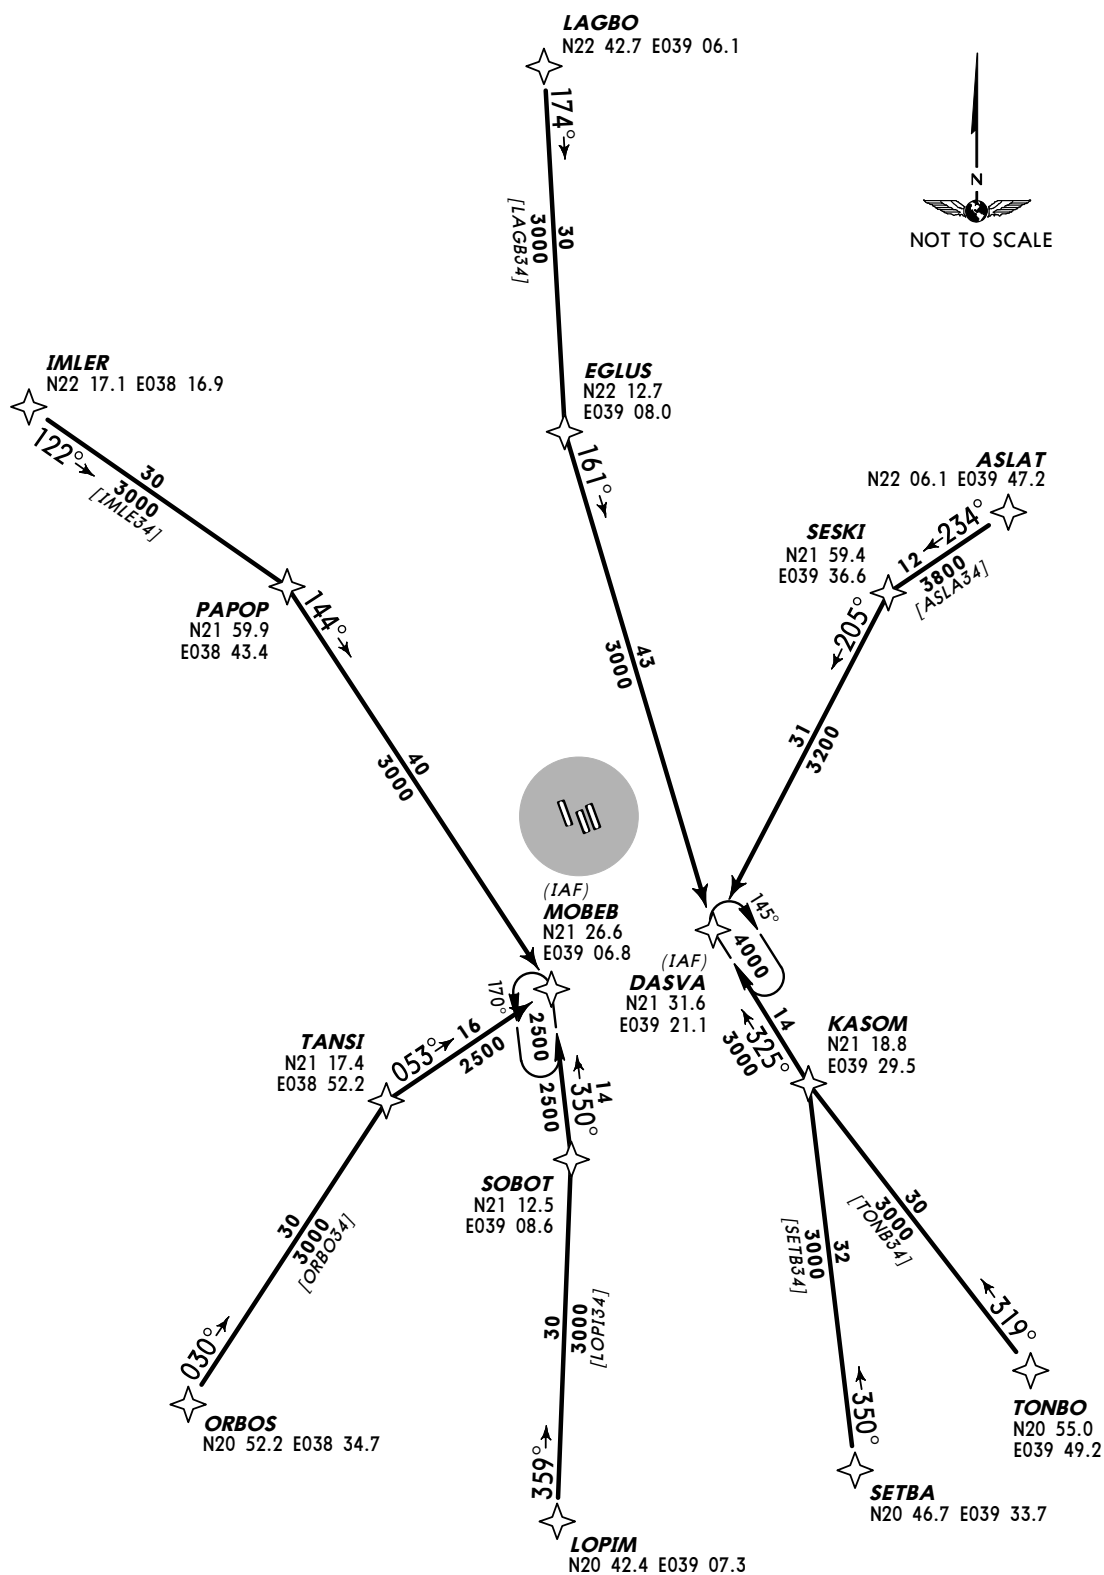 LAGBO
N22 42.7 E039 06.1
174°
30
3000
[LAGB34]
N
NOT TO SCALE
IMLER
N22 17.1 E038 16.9
122°
30
3000
[IMLE34]
EGLUS
N22 12.7
E039 08.0
161°
43
3000
ASLAT
N22 06.1 E039 47.2
234°
12
3800
[ASLA34]
SESKI
N21 59.4
E039 36.6
205°
31
3200
PAPOP
N21 59.9
E038 43.4
144°
40
3000
(IAF)
MOBEB
N21 26.6
E039 06.8
170°
2500
145°
4000
(IAF)
DASVA
N21 31.6
E039 21.1
14
325°
3000
KASOM
N21 18.8
E039 29.5
TANSI
N21 17.4
E038 52.2
053°
16
2500
14
350°
2500
SOBOT
N21 12.5
E039 08.6
30
3000
[ORBO34]
030°
ORBOS
N20 52.2 E038 34.7
30
3000
[LOPI34]
359°
LOPIM
N20 42.4 E039 07.3
32
3000
[SETB34]
350°
SETBA
N20 46.7 E039 33.7
30
3000
[TONB34]
319°
TONBO
N20 55.0
E039 49.2